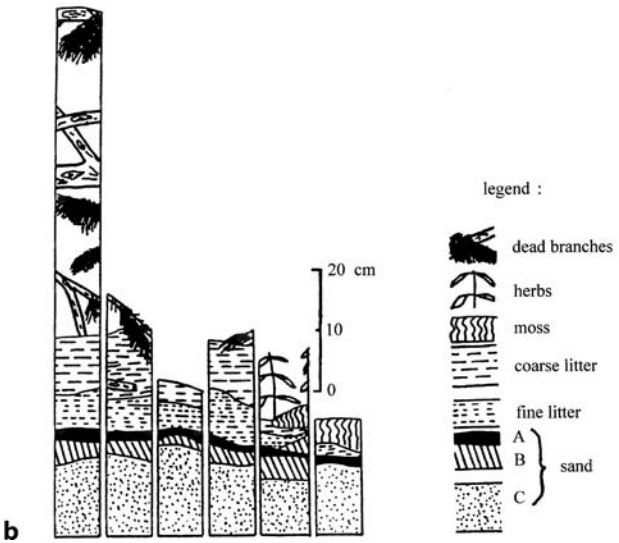 20 cm
10
0
b
legend :
dead branches
herbs
moss
coarse litter
fine litter
A
B
sand
C